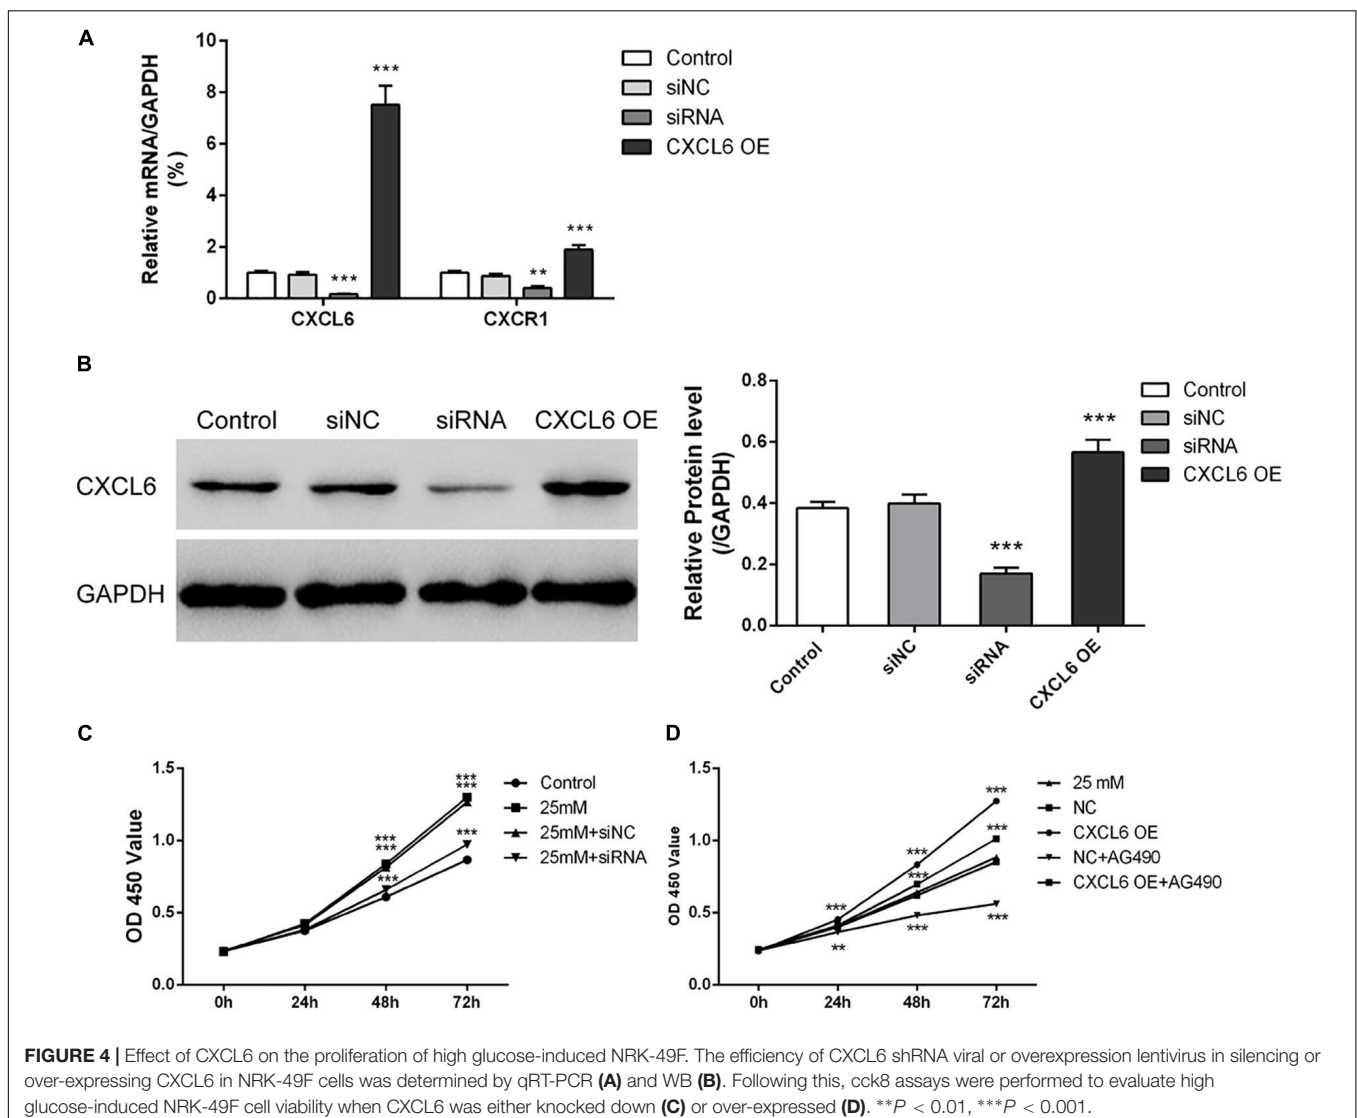 A
Relative mRNA/GAPDH
(%)
10
8
6
4
2
0
***
***
**
***
CXCL6
CXCR1
Control
siNC
siRNA
CXCL6 OE
B
Control siNC siRNA CXCL6 OE
CXCL6
GAPDH
Relative Protein level
(/GAPDH)
0.8
0.6
0.4
0.2
0.0
***
***
Control
siNC
siRNA
CXCL6 OE
Control
siNC
siRNA
CXCL6 OE
C
OD 450 Value
1.5
1.0
0.5
0.0
***
***
***
***
***
***
0h 24h 48h 72h
Control
25mM
25mM+siNC
25mM+siRNA
D
OD 450 Value
1.5
1.0
0.5
0.0
***
**
***
***
***
***
***
***
0h 24h 48h 72h
25 mM
NC
CXCL6 OE
NC+AG490
CXCL6 OE+AG490
FIGURE 4 | Effect of CXCL6 on the proliferation of high glucose-induced NRK-49F. The efficiency of CXCL6 shRNA viral or overexpression lentivirus in silencing or
over-expressing CXCL6 in NRK-49F cells was determined by qRT-PCR (A) and WB (B). Following this, cck8 assays were performed to evaluate high
glucose-induced NRK-49F cell viability when CXCL6 was either knocked down (C) or over-expressed (D). **P < 0.01, ***P < 0.001.